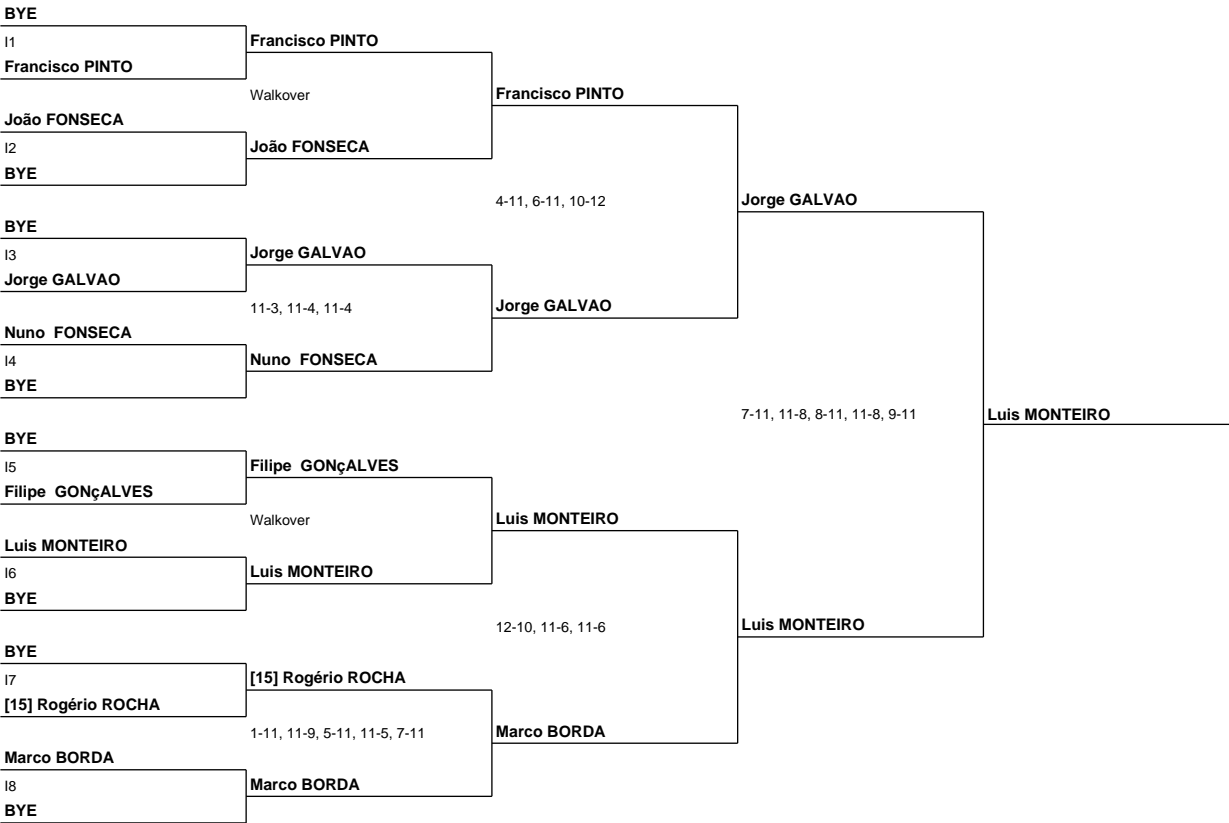 BYE
I1
Francisco PINTO
Francisco PINTO
Walkover
Francisco PINTO
João FONSECA
I2
João FONSECA
BYE
4-11, 6-11, 10-12
Jorge GALVAO
BYE
I3
Jorge GALVAO
Jorge GALVAO
11-3, 11-4, 11-4
Jorge GALVAO
Nuno  FONSECA
I4
Nuno  FONSECA
BYE
7-11, 11-8, 8-11, 11-8, 9-11
Luis MONTEIRO
BYE
I5
Filipe  GONçALVES
Filipe  GONçALVES
Walkover
Luis MONTEIRO
Luis MONTEIRO
I6
Luis MONTEIRO
BYE
12-10, 11-6, 11-6
Luis MONTEIRO
BYE
I7
[15] Rogério ROCHA
[15] Rogério ROCHA
1-11, 11-9, 5-11, 11-5, 7-11
Marco BORDA
Marco BORDA
I8
Marco BORDA
BYE